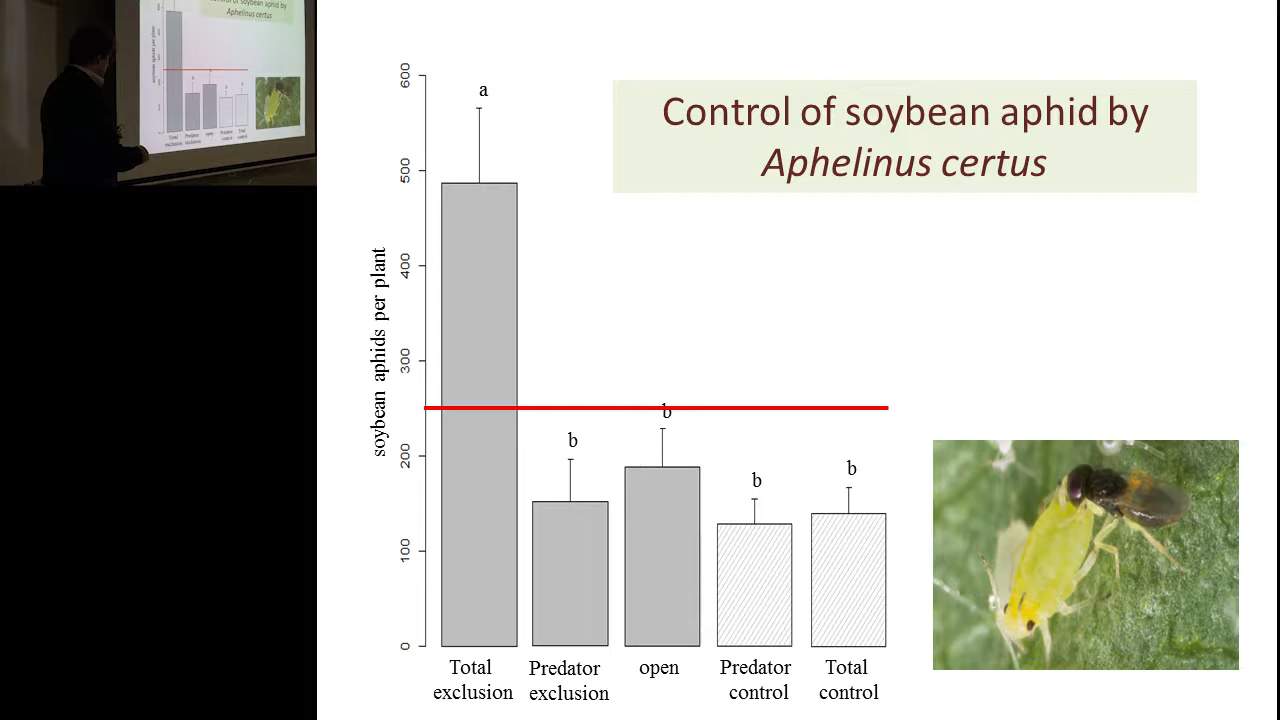 Control of soybean aphid by
Aphelinus certus
soybean aphids per plant
600
500
400
300
200
100
0
a
b
b
b
b
Total
exclusion
Predator
exclusion
open
Predator
control
Total
control